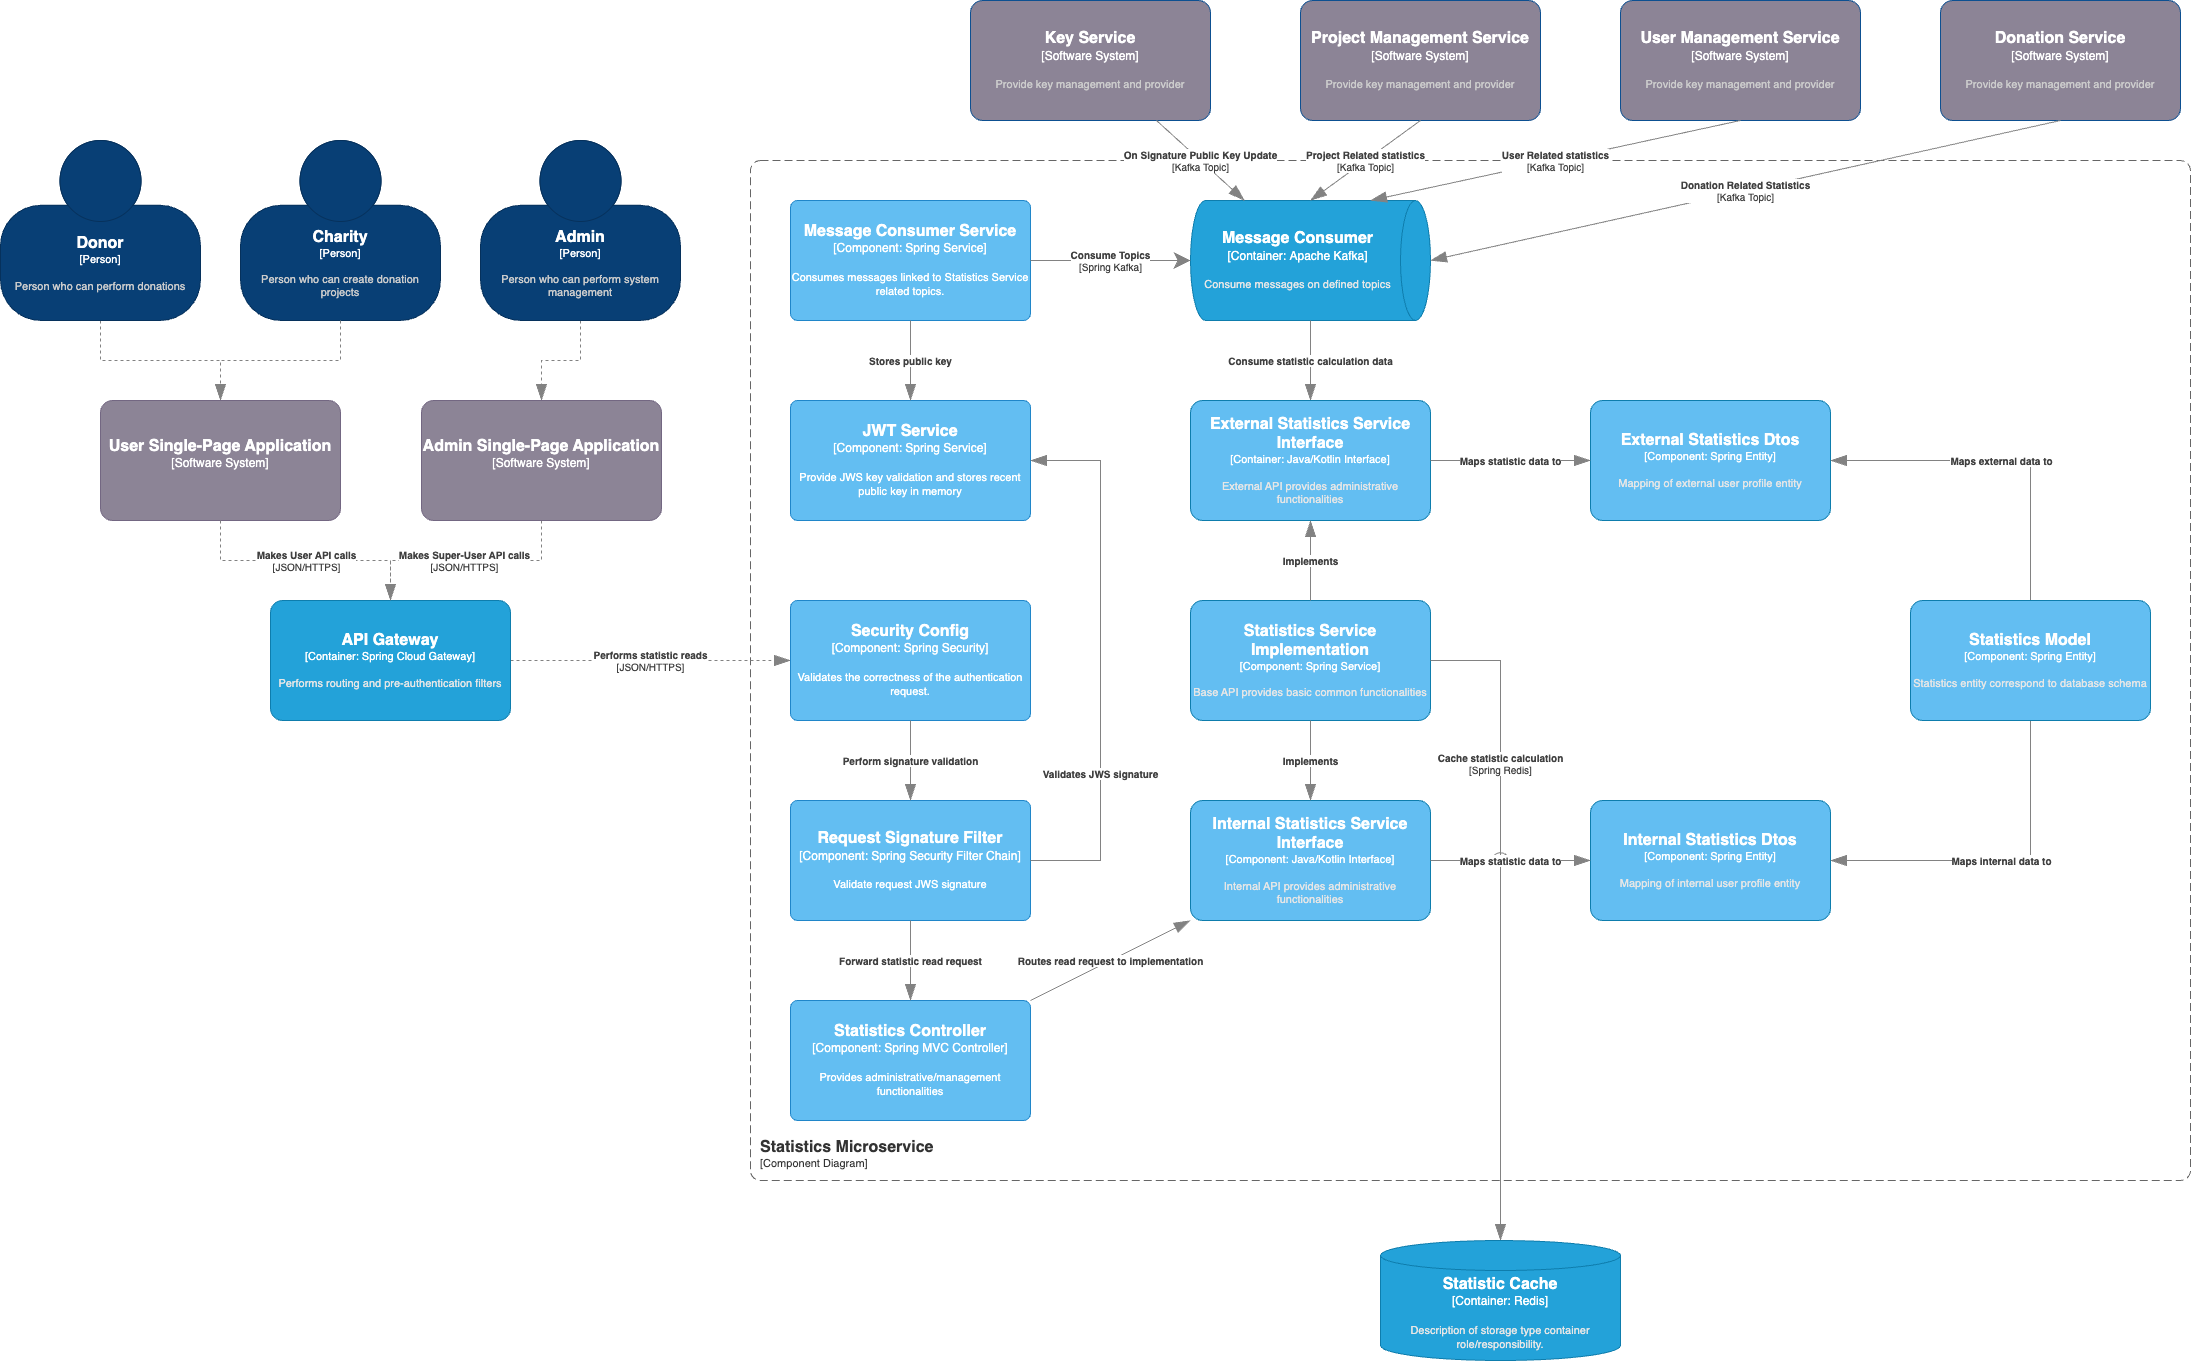 Key Service
[Software System]
Provide key management and provider
Project Management Service
[Software System]
Provide key management and provider
User Management Service
[Software System]
Provide key management and provider
Donation Service
[Software System]
Provide key management and provider
On Signature Public Key Update
[Kafka Topic]
Project Related statistics
[Kafka Topic]
User Related statistics
[Kafka Topic]
Donation Related Statistics
[Kafka Topic]
Donor
[Person]
Person who can perform donations
Charity
[Person]
Person who can create donation
projects
Admin
[Person]
Person who can perform system
management
Message Consumer Service
[Component: Spring Service]
Consumes messages linked to Statistics Service
related topics.
Consume Topics
[Spring Kafka]
Message Consumer
[Container: Apache Kafka]
Consume messages on defined topics
Stores public key
Consume statistic calculation data
User Single-Page Application
[Software System]
Admin Single-Page Application
[Software System]
JWT Service
[Component: Spring Service]
Provide JWS key validation and stores recent
public key in memory
External Statistics Service
Interface
[Container: Java/Kotlin Interface]
External API provides administrative
functionalities
Maps statistic data to
External Statistics Dtos
[Component: Spring Entity]
Mapping of external user profile entity
Maps external data to
Makes User API calls
[JSON/HTTPS]
Makes Super-User API calls
[JSON/HTTPS]
Implements
API Gateway
[Container: Spring Cloud Gateway]
Performs routing and pre-authentication filters
Performs statistic reads
[JSON/HTTPS]
Security Config
[Component: Spring Security]
Validates the correctness of the authentication
request.
Statistics Service
Implementation
[Component: Spring Service]
Base API provides basic common functionalities
Statistics Model
[Component: Spring Entity]
Statistics entity correspond to database schema
Perform signature validation
Validates JWS signature
Implements
Cache statistic calculation
[Spring Redis]
Request Signature Filter
[Component: Spring Security Filter Chain]
Validate request JWS signature
Internal Statistics Service
Interface
[Component: Java/Kotlin Interface]
Internal API provides administrative
functionalities
Maps statistic data to
Internal Statistics Dtos
[Component: Spring Entity]
Mapping of internal user profile entity
Maps internal data to
Forward statistic read request
Routes read request to implementation
Statistics Controller
[Component: Spring MVC Controller]
Provides administrative/management
functionalities
Statistics Microservice
[Component Diagram]
Statistic Cache
[Container: Redis]
Description of storage type container
role/responsibility.